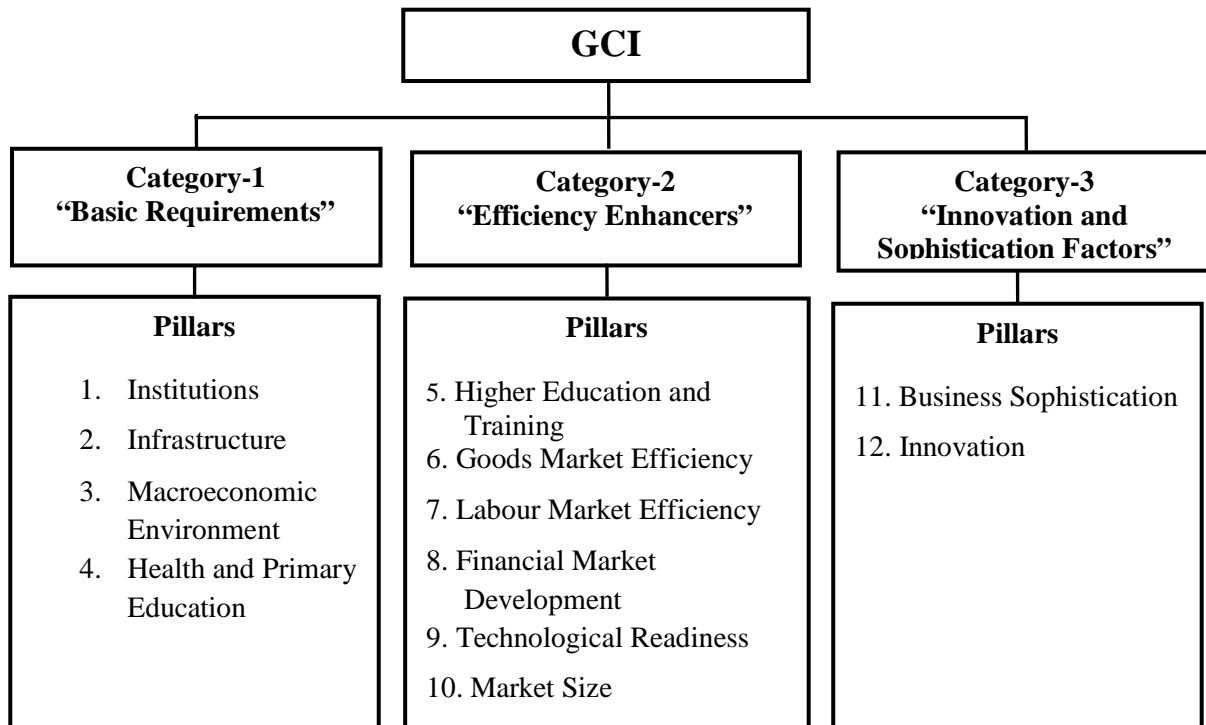 GCI
Category-1
“Basic Requirements”
Category-2
“Efficiency Enhancers”
Category-3
“Innovation and
Sophistication Factors”
Pillars
1. Institutions
2. Infrastructure
3. Macroeconomic
Environment
4. Health and Primary
Education
Pillars
5. Higher Education and
Training
6. Goods Market Efficiency
7. Labour Market Efficiency
8. Financial Market
Development
9. Technological Readiness
10. Market Size
Pillars
11. Business Sophistication
12. Innovation